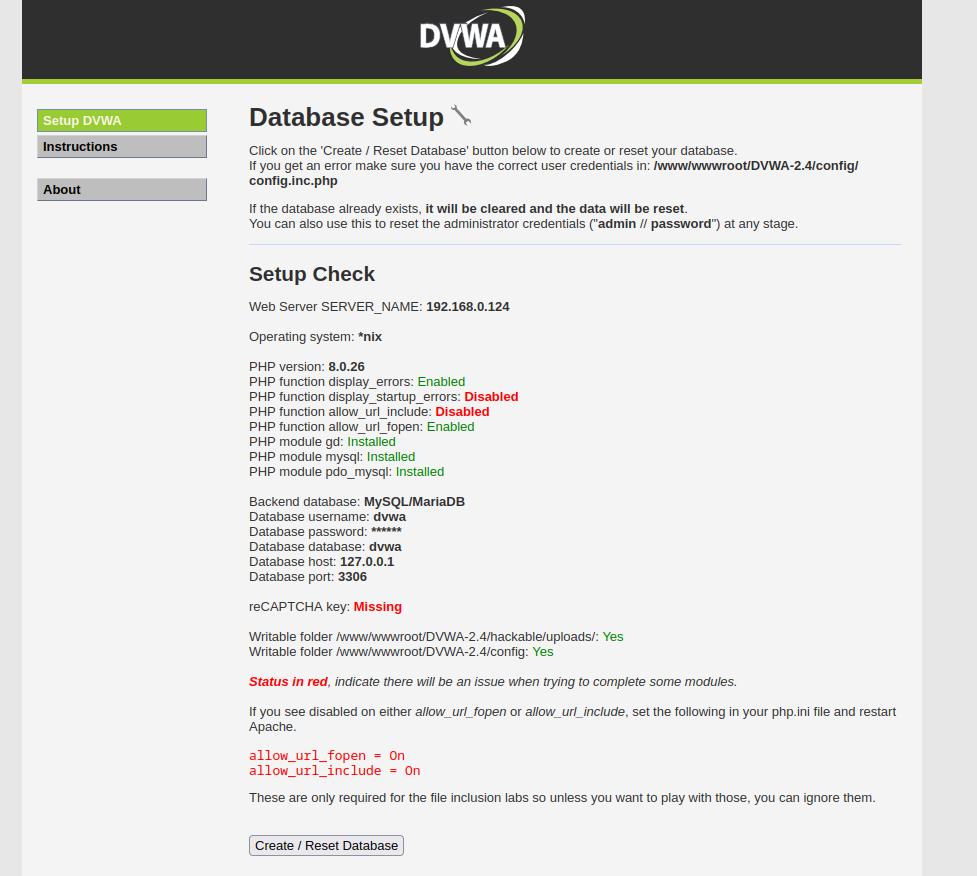 DVWA
Setup DVWA
Instructions
About
Database Setup
Click on the 'Create / Reset Database' button below to create or reset your database.
If you get an error make sure you have the correct user credentials in: /www/wwwroot/DVWA-2.4/config/
config.inc.php
If the database already exists, it will be cleared and the data will be reset.
You can also use this to reset the administrator credentials ("admin // password") at any stage.
Setup Check
Web Server SERVER_NAME: 192.168.0.124
Operating system: *nix
PHP version: 8.0.26
PHP function display_errors: Enabled
PHP function display_startup_errors: Disabled
PHP function allow_url_include: Disabled
PHP function allow_url_fopen: Enabled
PHP module gd: Installed
PHP module mysql: Installed
PHP module pdo_mysql: Installed
Backend database: MySQL/MariaDB
Database username: dvwa
Database password: ******
Database database: dvwa
Database host: 127.0.0.1
Database port: 3306
reCAPTCHA key: Missing
Writable folder /www/wwwroot/DVWA-2.4/hackable/uploads/: Yes
Writable folder /www/wwwroot/DVWA-2.4/config: Yes
Status in red, indicate there will be an issue when trying to complete some modules.
If you see disabled on either allow_url_fopen or allow_url_include, set the following in your php.ini file and restart
Apache.
allow_url_fopen = On
allow_url_include = On
These are only required for the file inclusion labs so unless you want to play with those, you can ignore them.
Create / Reset Database